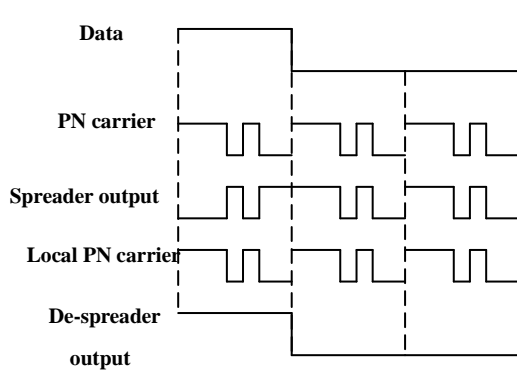 Data
PN carrier
Spreader output
Local PN carrier
De-spreader
output